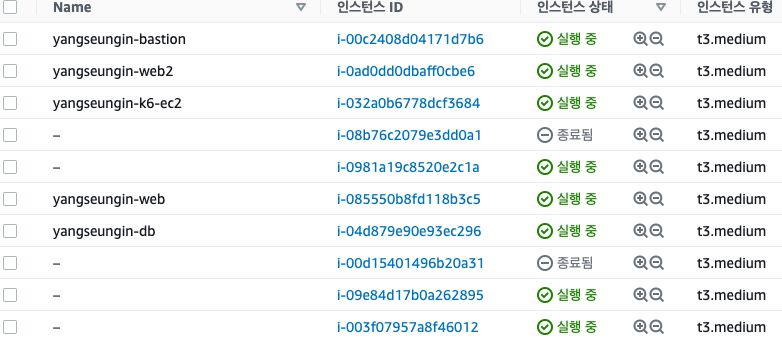 Name 인스턴스 ID 인스턴스 상태 인스턴스 유형
yangseungin-bastion i-00c2408d04171d7b6 실행 중 t3.medium
yangseungin-web2 i-0ad0dd0dbaff0cbe6 실행 중 t3.medium
yangseungin-k6-ec2 i-032a0b6778dcf3684 실행 중 t3.medium
– i-08b76c2079e3dd0a1 종료됨 t3.medium
– i-0981a19c8520e2c1a 실행 중 t3.medium
yangseungin-web i-085550b8fd118b3c5 실행 중 t3.medium
yangseungin-db i-04d879e90e93ec296 실행 중 t3.medium
– i-00d15401496b20a31 종료됨 t3.medium
– i-09e84d17b0a262895 실행 중 t3.medium
– i-003f07957a8f46012 실행 중 t3.medium